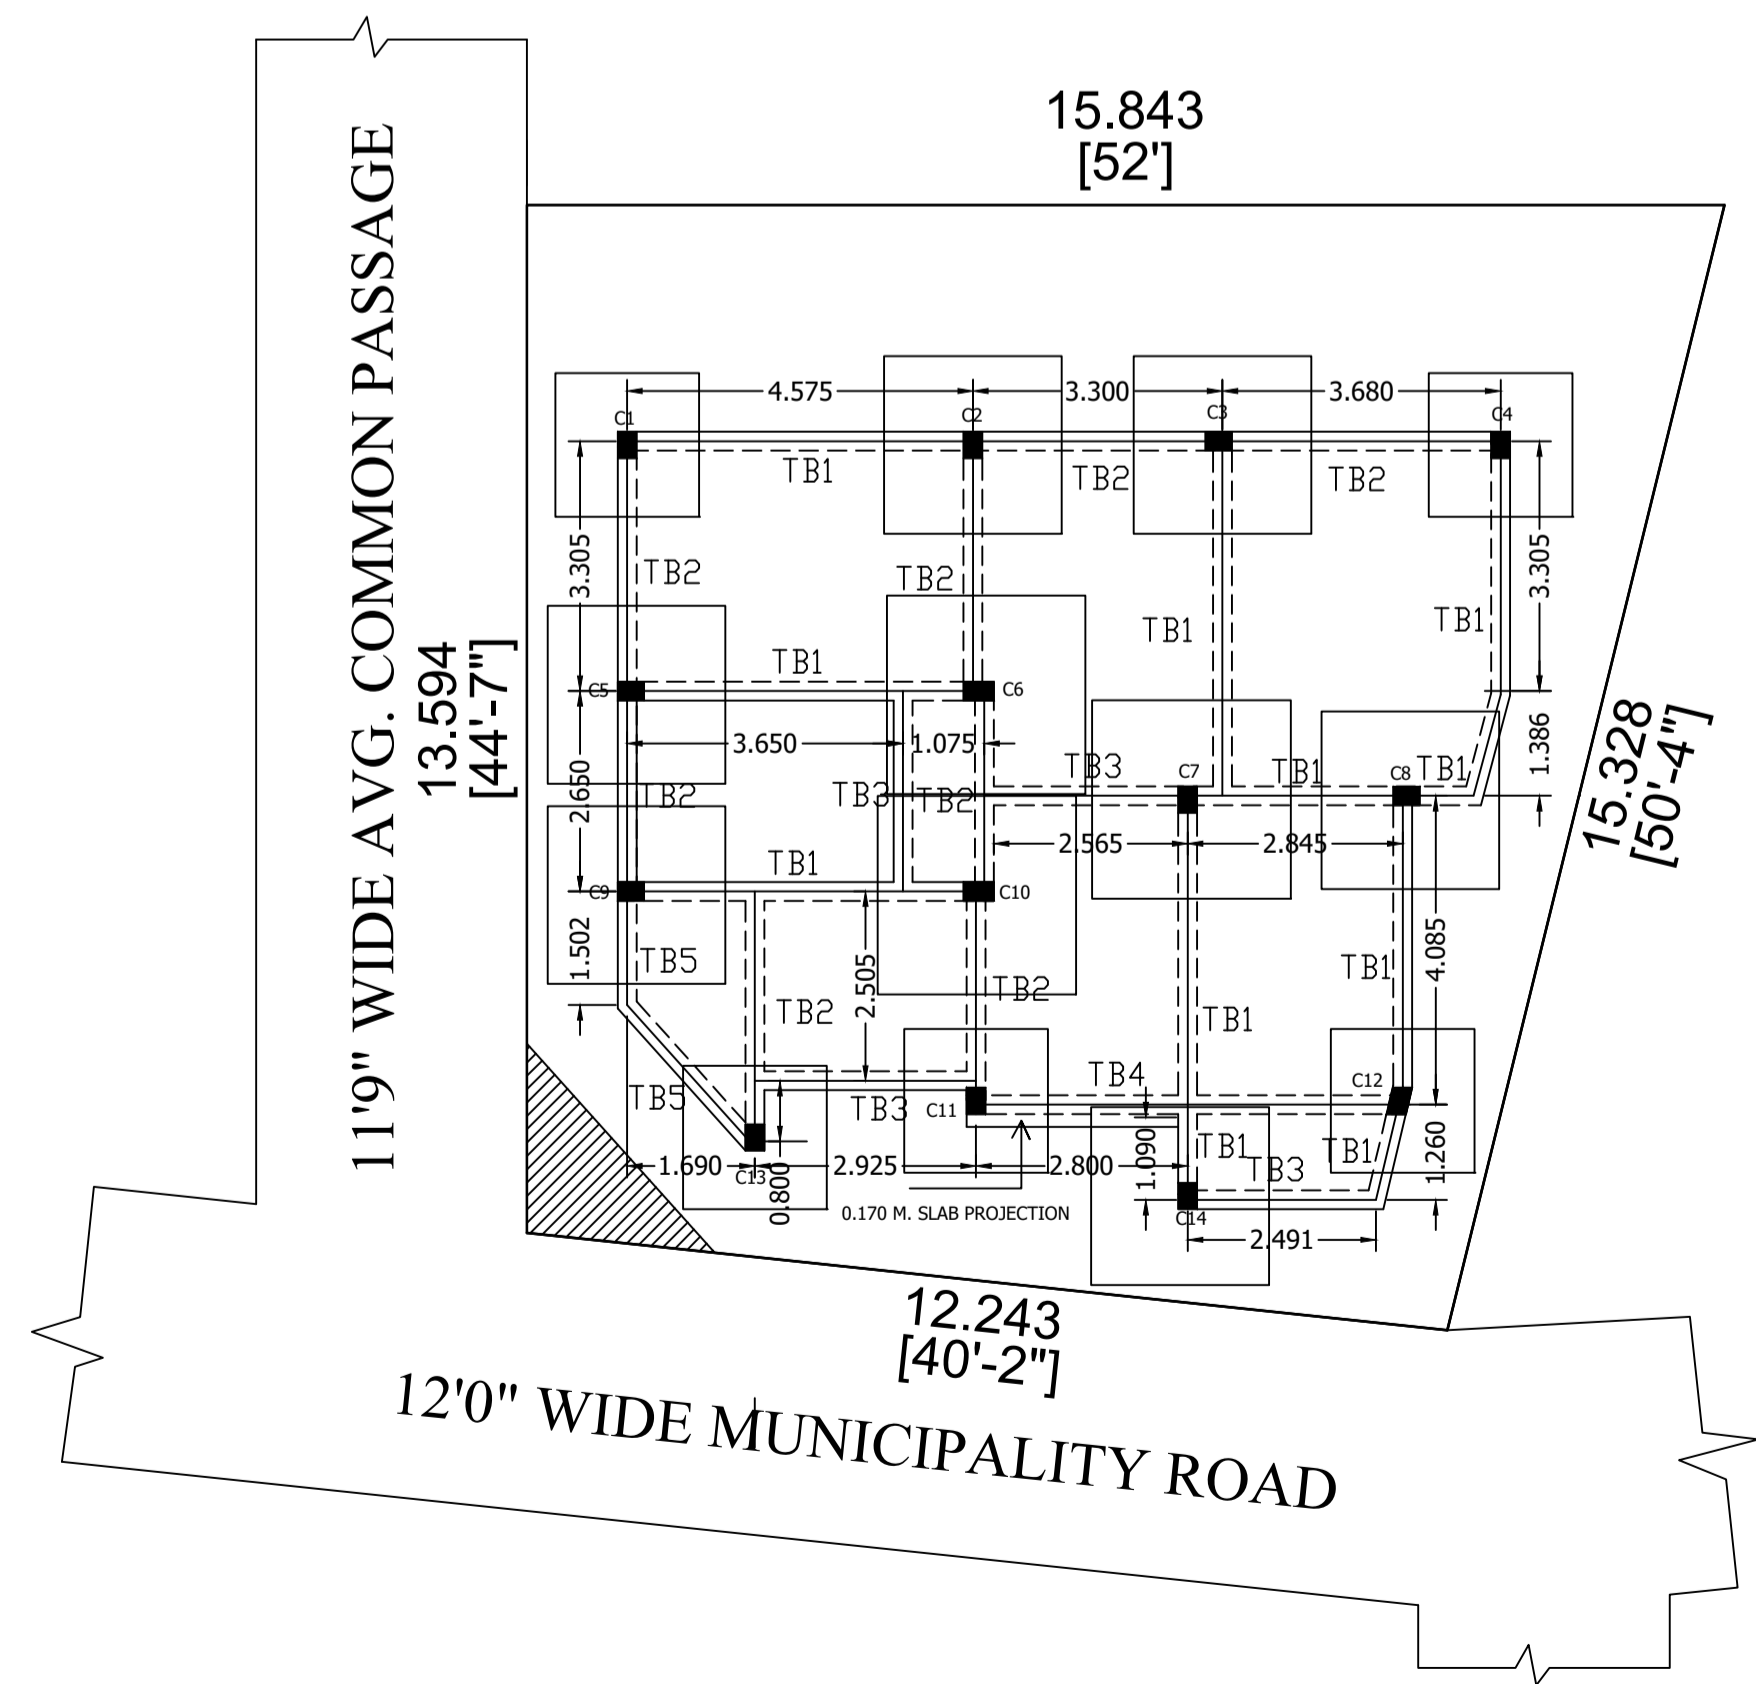 15.843
[52']
11'9" WIDE AVG. COMMON PASSAGE
13.594
[44'-7"]
15.328
[50'-4"]
4.575
3.300
3.680
C1
C2
C3
C4
TB1
TB2
TB2
3.305
3.305
TB2
TB2
TB1
TB1
TB1
C5
C6
3.650
1.075
1.386
2.650
TB2
TB3
TB2
TB3
C7
TB1
C8
TB1
2.565
2.845
TB1
C9
C10
1.502
TB5
2.505
TB2
TB2
TB1
TB1
4.085
TB5
TB3
C11
TB4
C12
C13
1.690
2.925
2.800
0.800
1.090
TB1
TB3
TB1
1.260
0.170 M. SLAB PROJECTION
C14
2.491
12.243
[40'-2"]
12'0" WIDE MUNICIPALITY ROAD